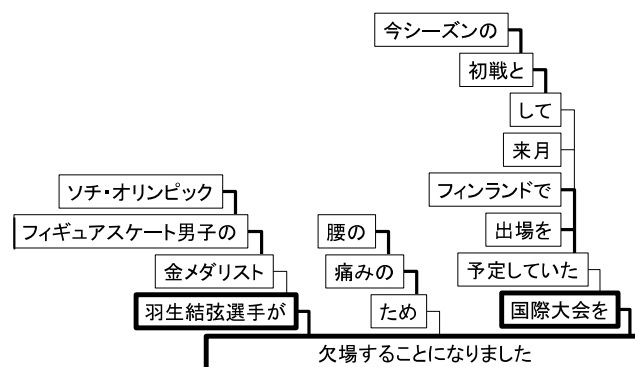 今シーズンの
初戦と
して
来月
フィンランドで
出場を
予定していた
国際大会を
ソチ・オリンピック
フィギュアスケート男子の
金メダリスト
羽生結弦選手が
腰の
痛みの
ため
欠場することになりました